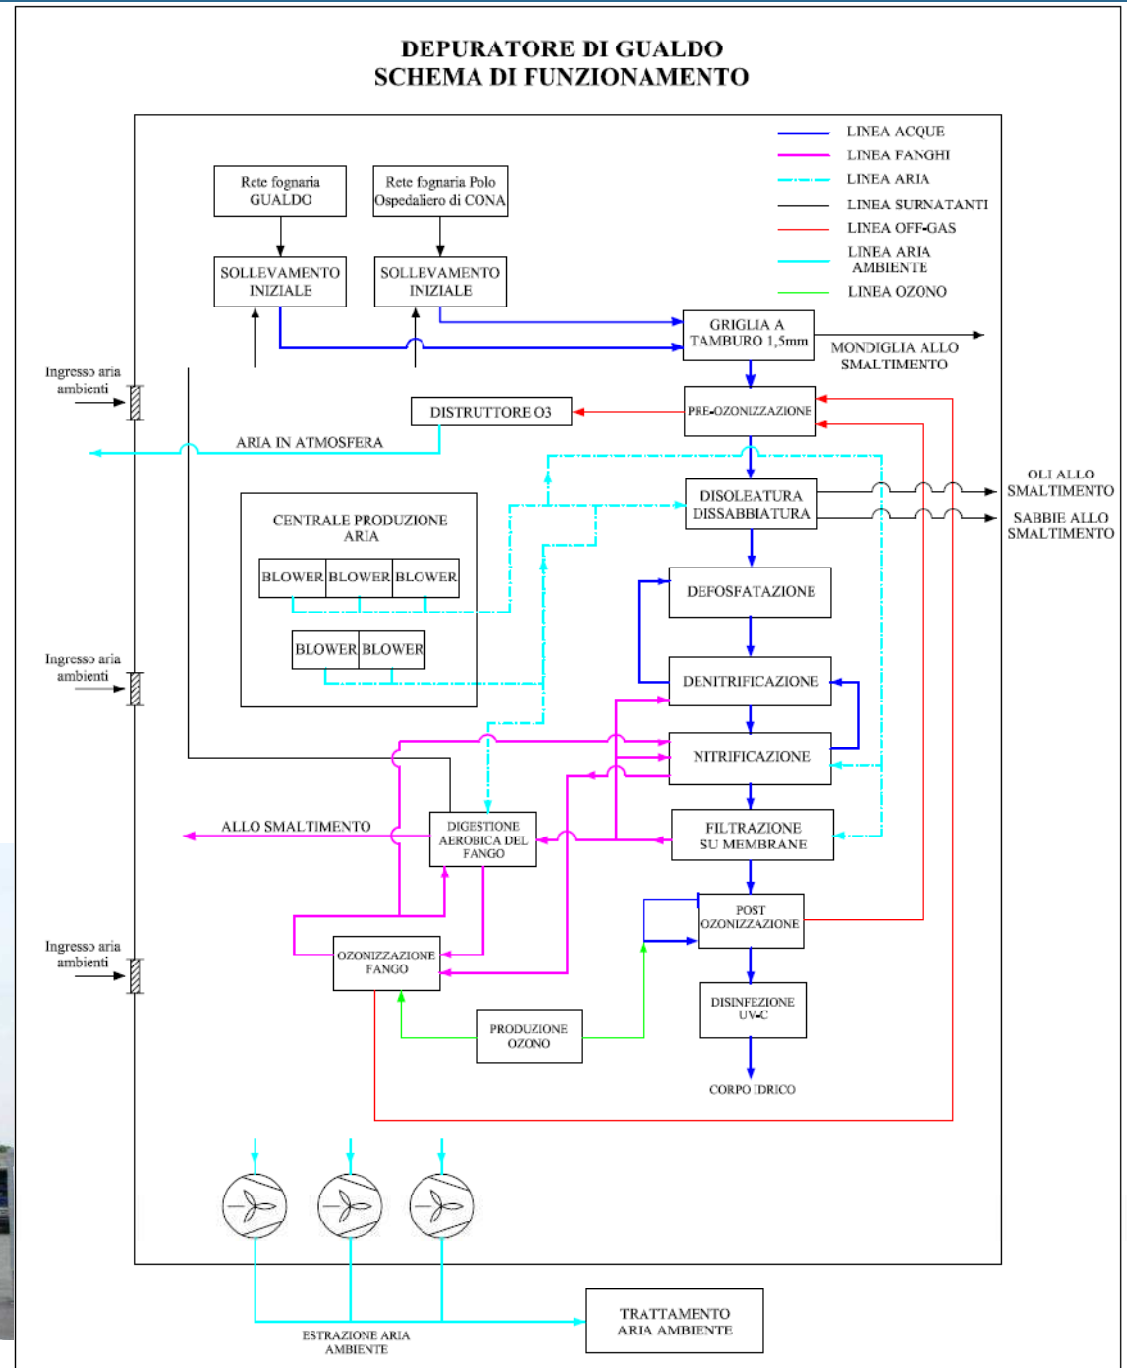 DEPURATORE DI GUALDO
SCHEMA DI FUNZIONAMENTO
LINEA ACQUE
LINEA FANGHI
LINEA ARIA
LINEA SURNATANTI
LINEA OFF-GAS
LINEA ARIA
AMBIENTE
LINEA OZONO
Rete fognaria
GUALDO
Rete fognaria Polo
Ospedaliero di CONA
SOLLEVAMENTO
INIZIALE
SOLLEVAMENTO
INIZIALE
GRIGLIA A
TAMBURO 1,5mm
MONDIGLIA ALLO
SMALTIMENTO
Ingresso aria
ambienti
DISTRUTTORE O3
PRE-OZONIZZAZIONE
ARIA IN ATMOSFERA
OLI ALLO
SMALTIMENTO
DISOLEATURA
DISSABBIATURA
SABBIE ALLO
SMALTIMENTO
CENTRALE PRODUZIONE
ARIA
BLOWER BLOWER BLOWER
BLOWER BLOWER
DEFOSFATAZIONE
Ingresso aria
ambienti
DENITRIFICAZIONE
NITRIFICAZIONE
ALLO SMALTIMENTO
DIGESTIONE
AEROBICA DEL
FANGO
FILTRAZIONE
SU MEMBRANE
POST
OZONIZZAZIONE
Ingresso aria
ambienti
OZONIZZAZIONE
FANGO
DISINFEZIONE
UV-C
PRODUZIONE
OZONO
CORPO IDRICO
TRATTAMENTO
ARIA AMBIENTE
ESTRAZIONE ARIA
AMBIENTE